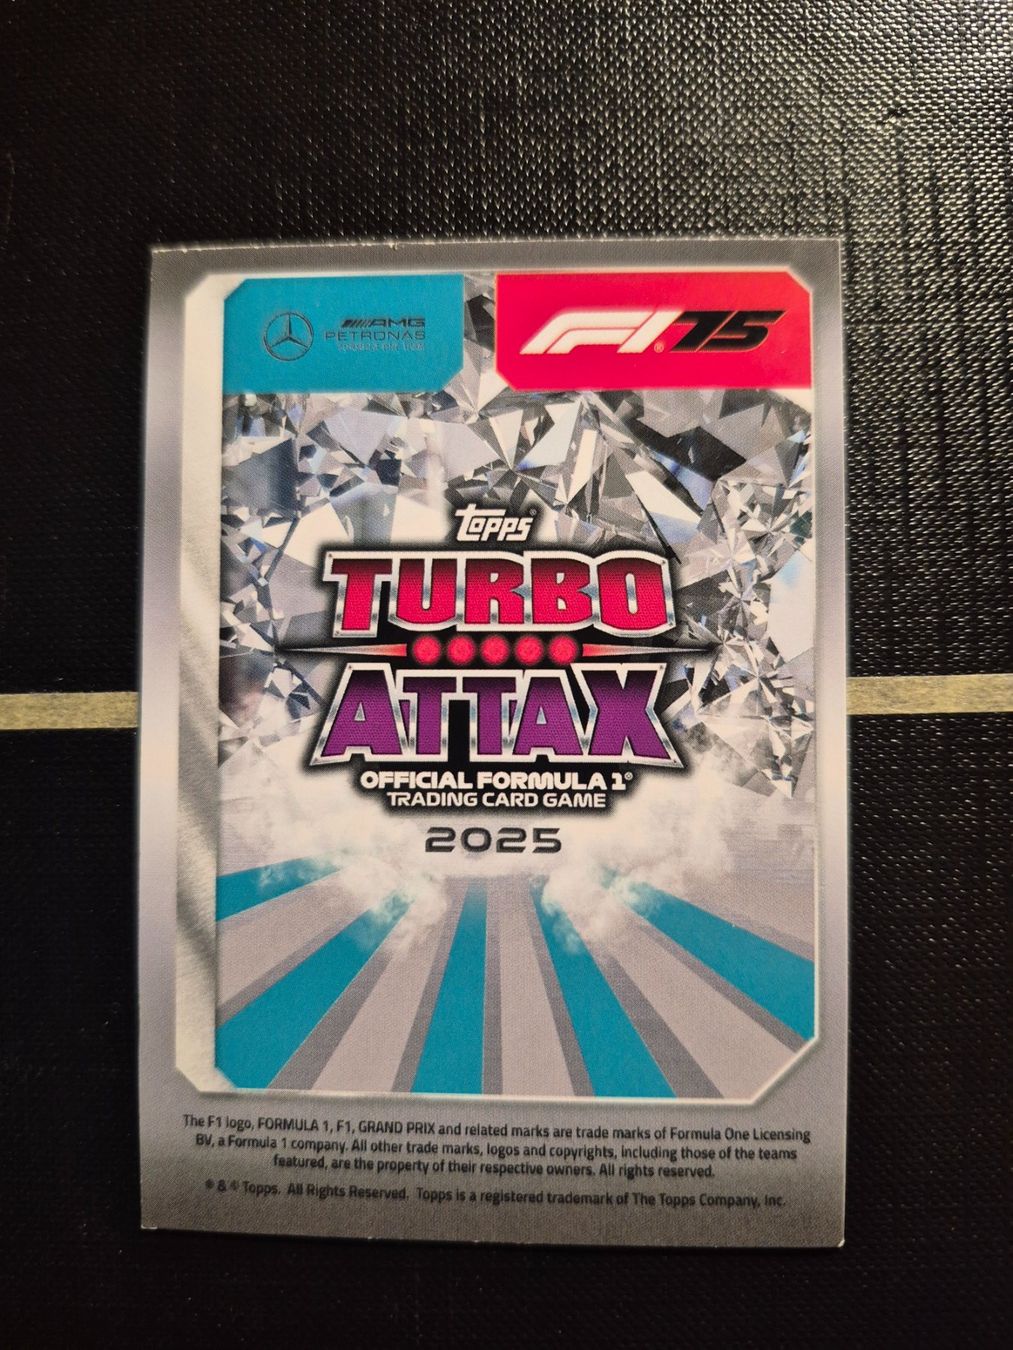 AMG
PETRONAS
FORMULA ONE TEAM
F1® 75
Topps®
TURBO
ATTAX
OFFICIAL FORMULA 1®
TRADING CARD GAME
2025
The F1 logo, FORMULA 1, F1, GRAND PRIX and related marks are trade marks of Formula One Licensing
BV, a Formula 1 company. All other trade marks, logos and copyrights, including those of the teams
featured, are the property of their respective owners. All rights reserved.
® & © Topps. All Rights Reserved. Topps is a registered trademark of The Topps Company, Inc.